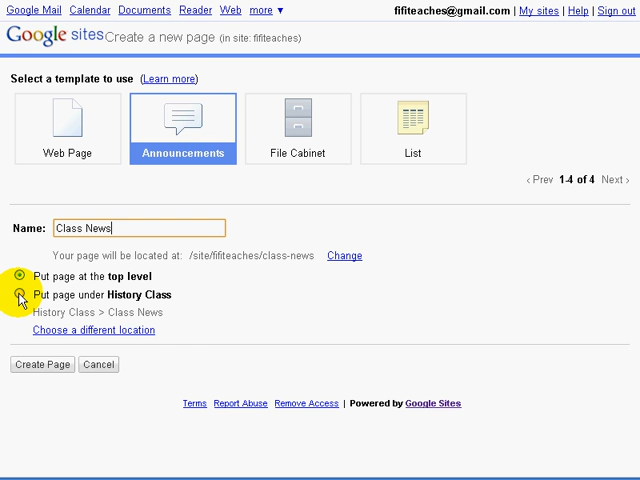 Google Mail Calendar Documents Reader Web more ▼ fifiteaches@gmail.com | My sites | Help | Sign out
Google sites Create a new page (in site: fifiteaches)
Select a template to use (Learn more)
Web Page Announcements File Cabinet List
‹ Prev 1-4 of 4 Next ›
Name: Class News
Your page will be located at: /site/fifiteaches/class-news Change
Put page at the top level
Put page under History Class
History Class > Class News
Choose a different location
Create Page Cancel
Terms Report Abuse Remove Access | Powered by Google Sites